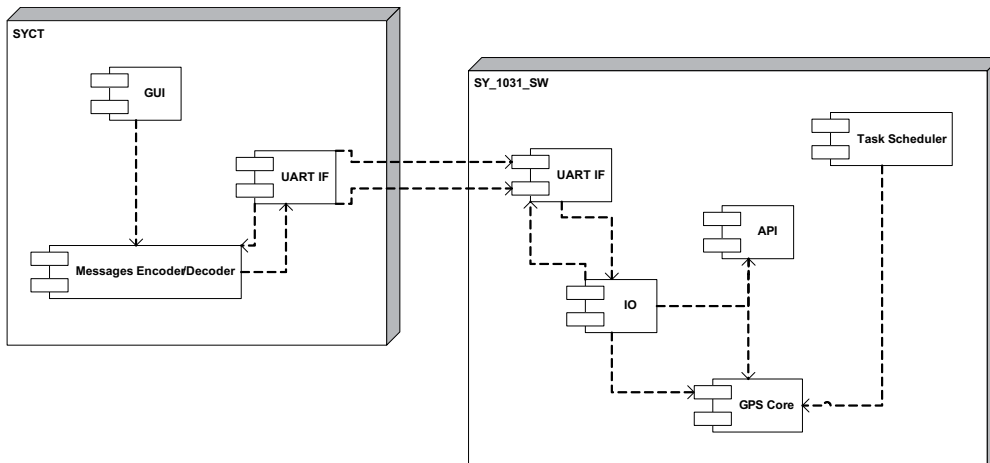 SYCT
GUI
UART IF
Messages Encoder/Decoder
SY_1031_SW
Task Scheduler
UART IF
API
IO
GPS Core